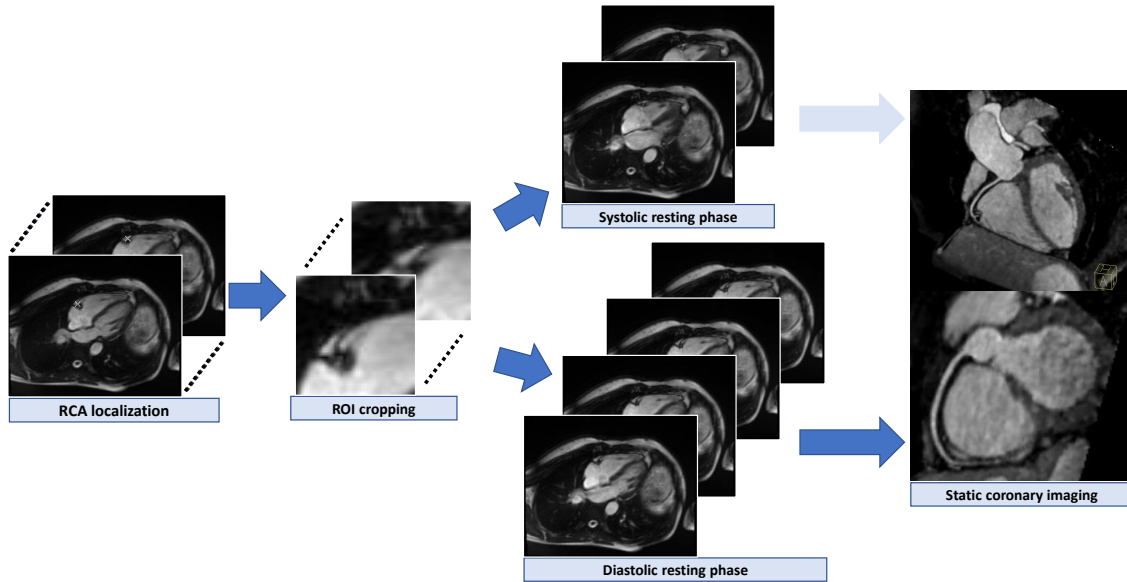 Systolic resting phase
RCA localization
ROI cropping
Static coronary imaging
Diastolic resting phase